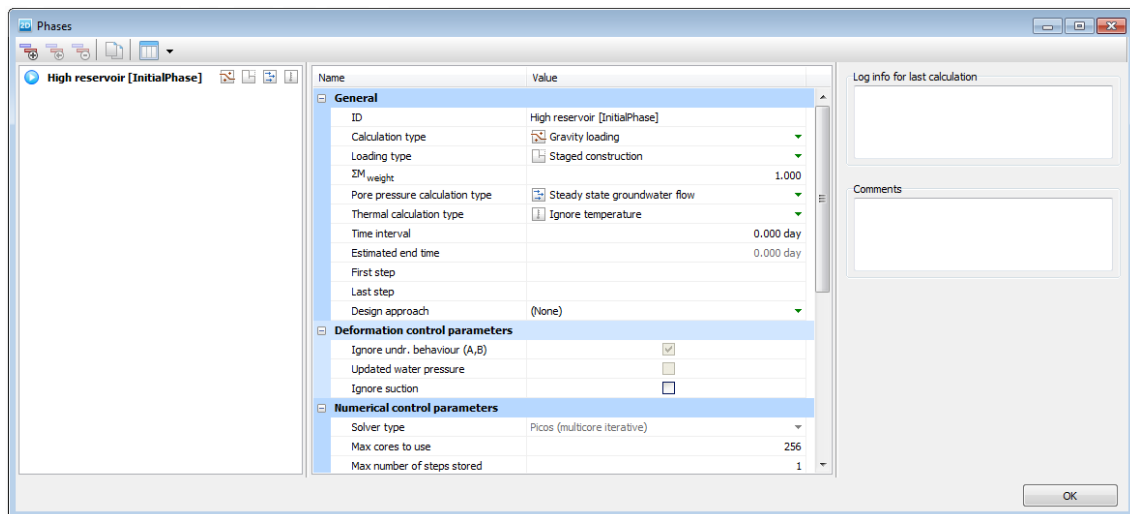 Phases
High reservoir [InitialPhase]
Name Value
General
ID High reservoir [InitialPhase]
Calculation type Gravity loading
Loading type Staged construction
ΣM weight 1.000
Pore pressure calculation type Steady state groundwater flow
Thermal calculation type Ignore temperature
Time interval 0.000 day
Estimated end time 0.000 day
First step
Last step
Design approach (None)
Deformation control parameters
Ignore undr. behaviour (A,B)
Updated water pressure
Ignore suction
Numerical control parameters
Solver type Picos (multicore iterative)
Max cores to use 256
Max number of steps stored 1
Log info for last calculation
Comments
OK